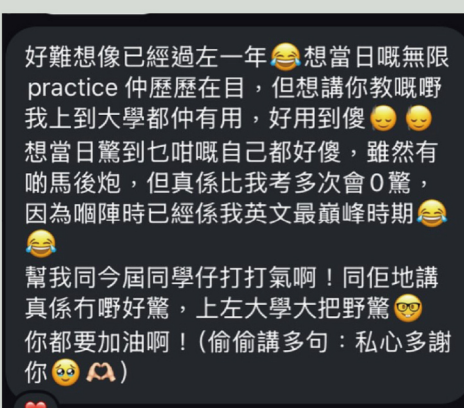 好難想像已經過左一年😂想當日嘅無限
practice 仲歷歷在目，但想講你教嘅嘢
我上到大學都仲有用，好用到傻🥲🥲
想當日驚到乜咁嘅自己都好傻，雖然有
啲馬後炮，但真係比我考多次會０驚，
因為嗰陣時已經係我英文最巔峰時期😂
😂
幫我同今屆同學仔打打氣啊！同佢地講
真係冇嘢好驚，上左大學大把野驚🤓
你都要加油啊！(偷偷講多句：私心多謝
你🥹🫶🏻)